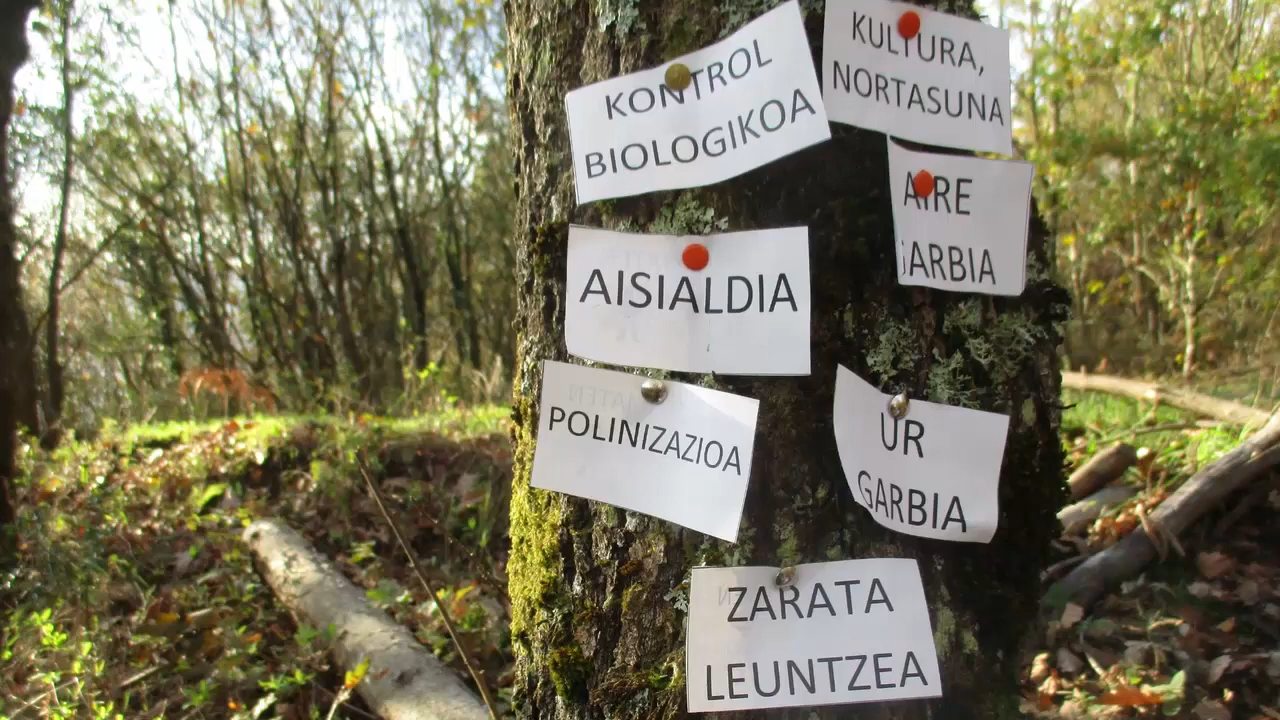 KONTROL
BIOLOGIKOA
KULTURA,
NORTASUNA
AIRE
GARBIA
AISIALDIA
POLINIZAZIOA
UR
GARBIA
ZARATA
LEUNTZEA